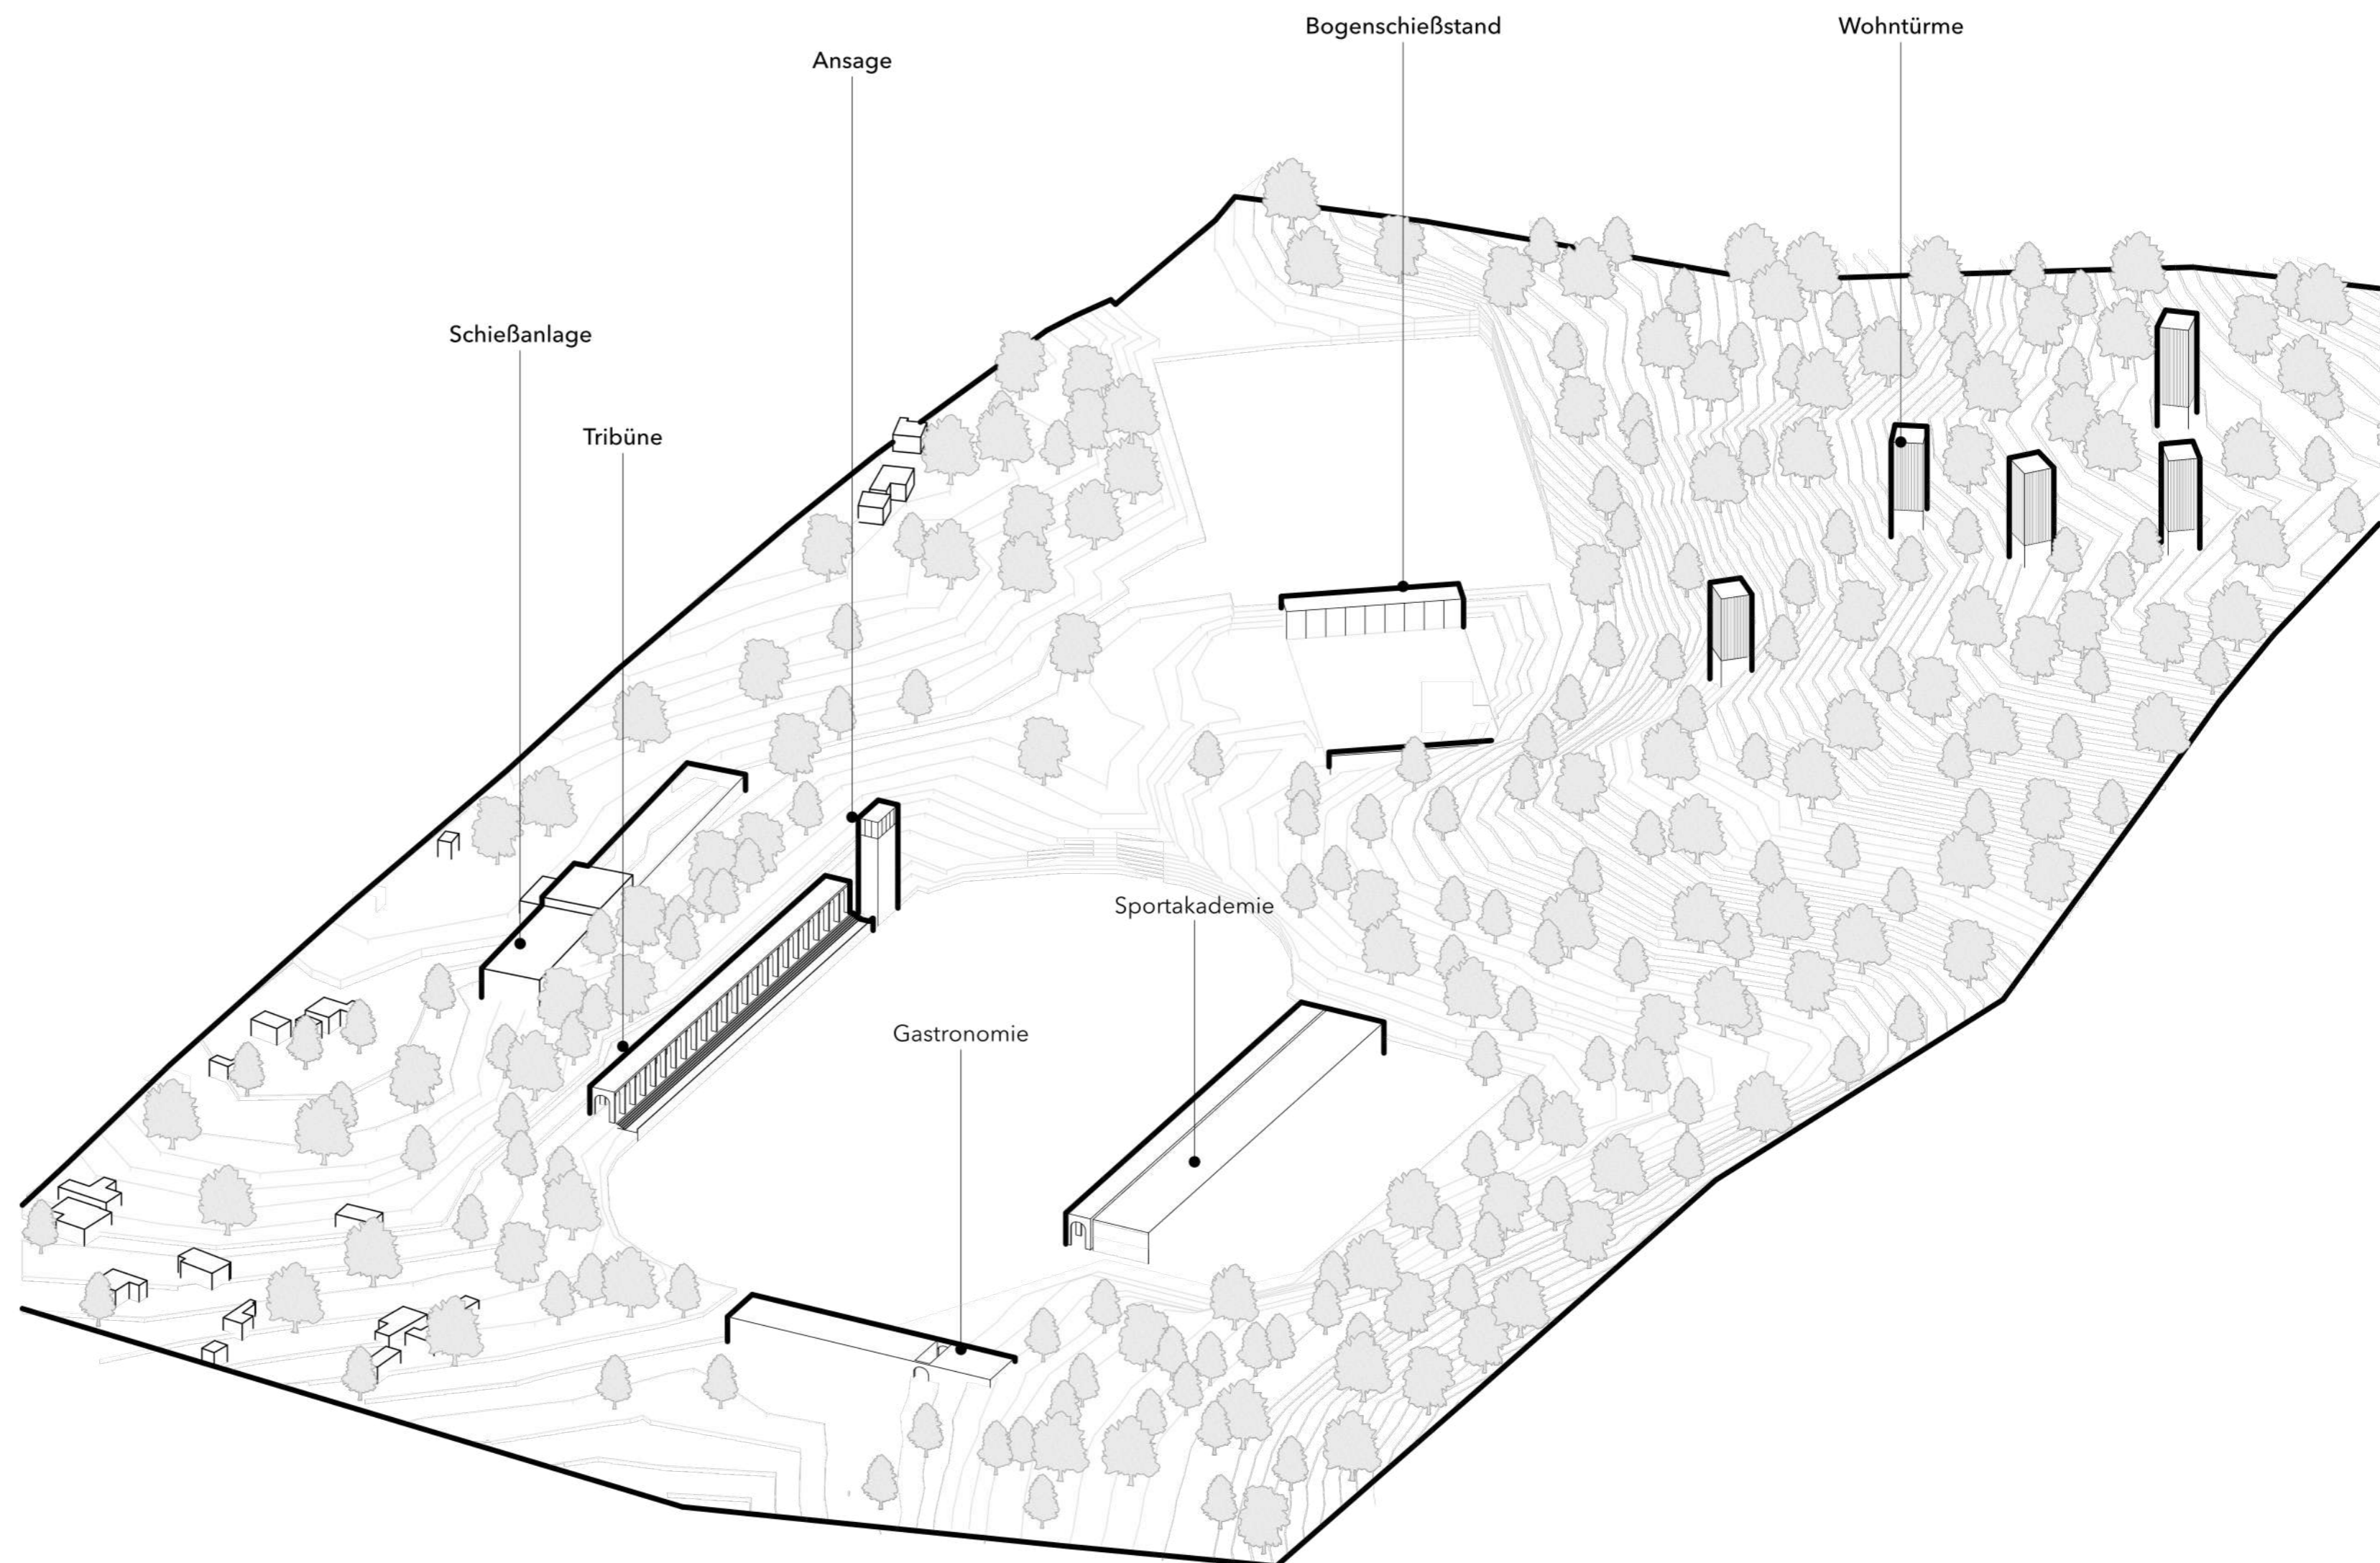 Bogenschießstand
Wohntürme
Ansage
Schießanlage
Tribüne
Sportakademie
Gastronomie